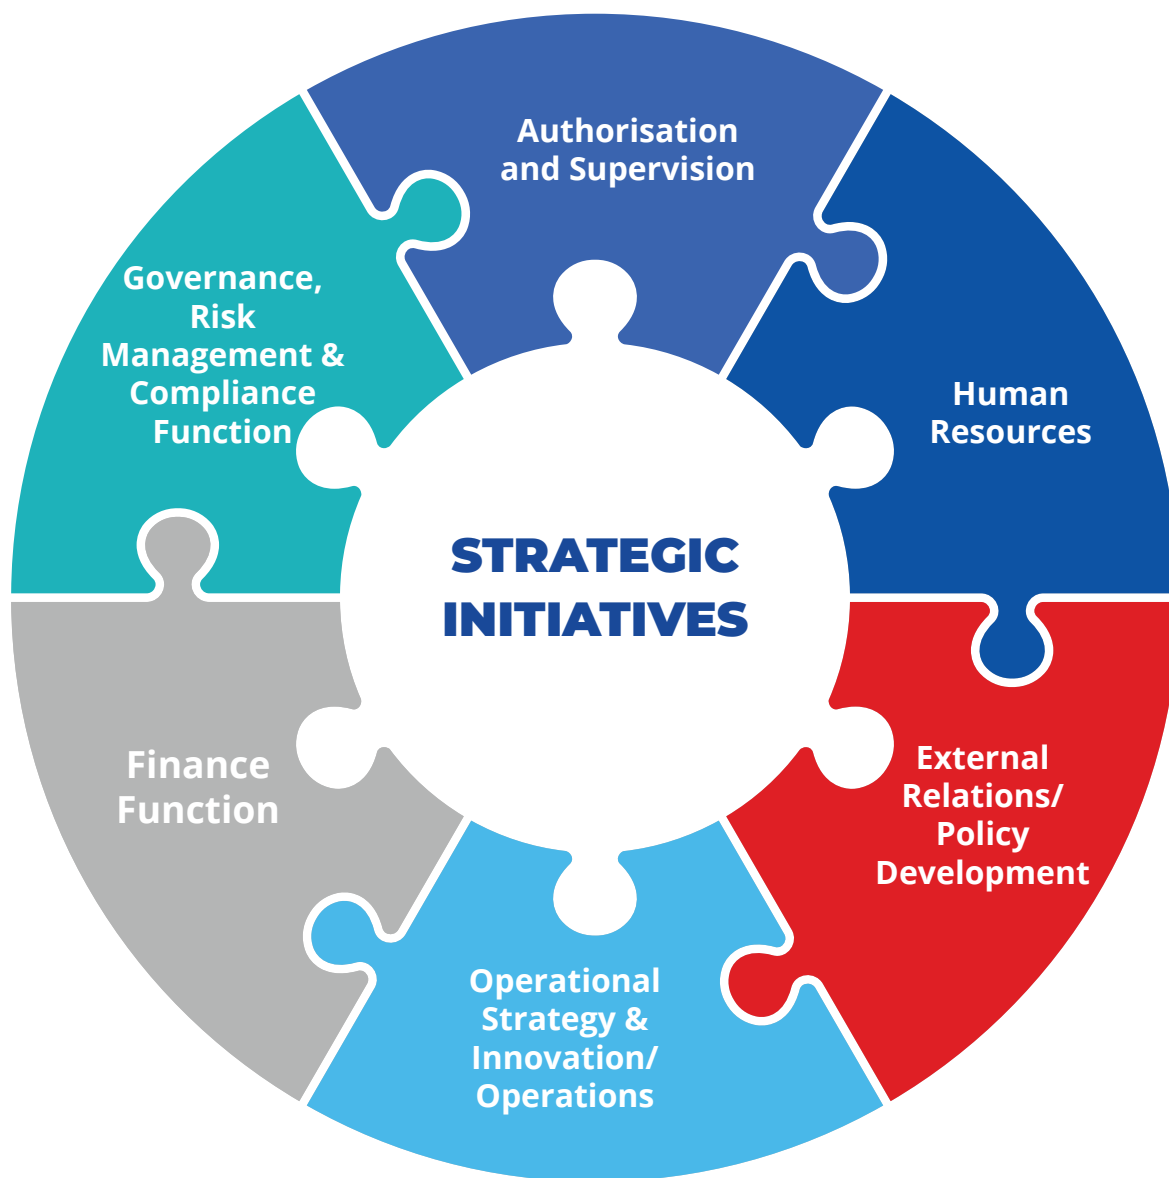 Authorisation
and Supervision
Human
Resources
External
Relations/
Policy
Development
Operational
Strategy &
Innovation/
Operations
Finance
Function
Governance,
Risk
Management &
Compliance
Function
STRATEGIC
INITIATIVES